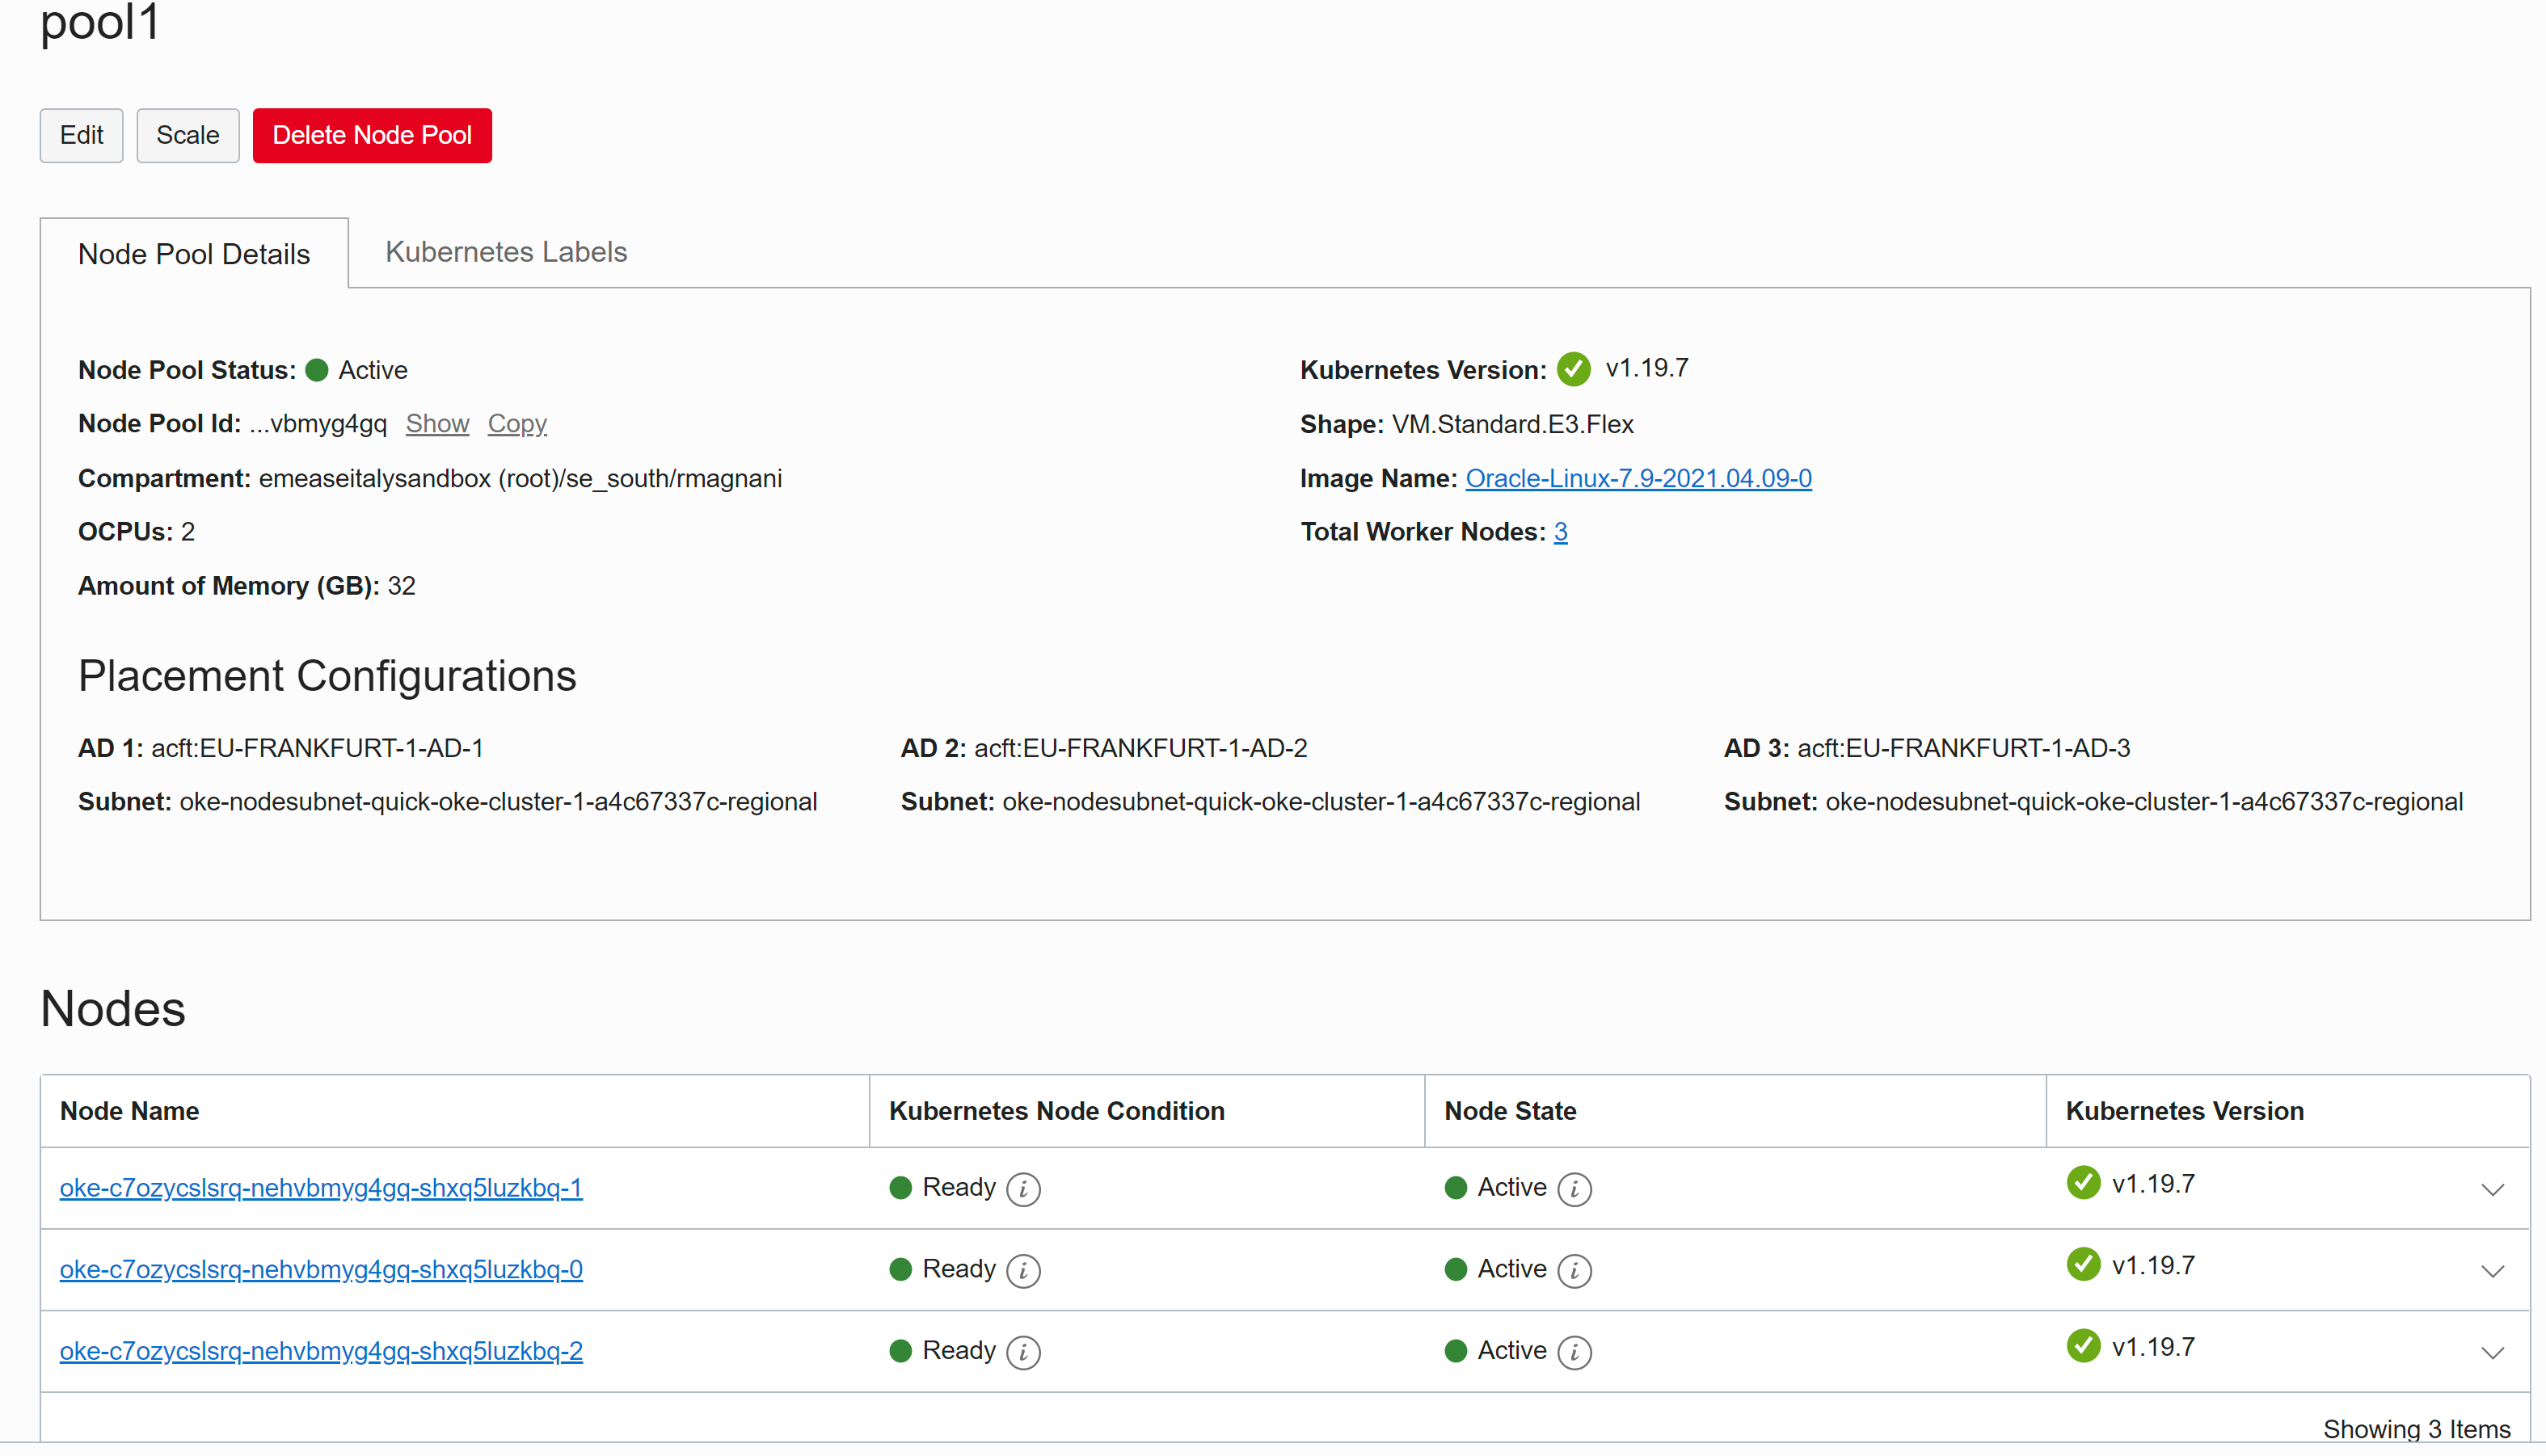 pool1
Edit Scale Delete Node Pool
Node Pool Details Kubernetes Labels
Node Pool Status: Active Kubernetes Version: v1.19.7
Node Pool Id: ...vbmyg4gq Show Copy Shape: VM.Standard.E3.Flex
Compartment: emeaseitalysandbox (root)/se_south/rmagnani Image Name: Oracle-Linux-7.9-2021.04.09-0
OCPUs: 2 Total Worker Nodes: 3
Amount of Memory (GB): 32
Placement Configurations
AD 1: acft:EU-FRANKFURT-1-AD-1 AD 2: acft:EU-FRANKFURT-1-AD-2 AD 3: acft:EU-FRANKFURT-1-AD-3
Subnet: oke-nodesubnet-quick-oke-cluster-1-a4c67337c-regional Subnet: oke-nodesubnet-quick-oke-cluster-1-a4c67337c-regional Subnet: oke-nodesubnet-quick-oke-cluster-1-a4c67337c-regional
Nodes
Node Name Kubernetes Node Condition Node State Kubernetes Version
oke-c7ozycslsrq-nehvbmyg4gq-shxq5luzkbq-1 Ready i Active i v1.19.7
oke-c7ozycslsrq-nehvbmyg4gq-shxq5luzkbq-0 Ready i Active i v1.19.7
oke-c7ozycslsrq-nehvbmyg4gq-shxq5luzkbq-2 Ready i Active i v1.19.7
Showing 3 Items